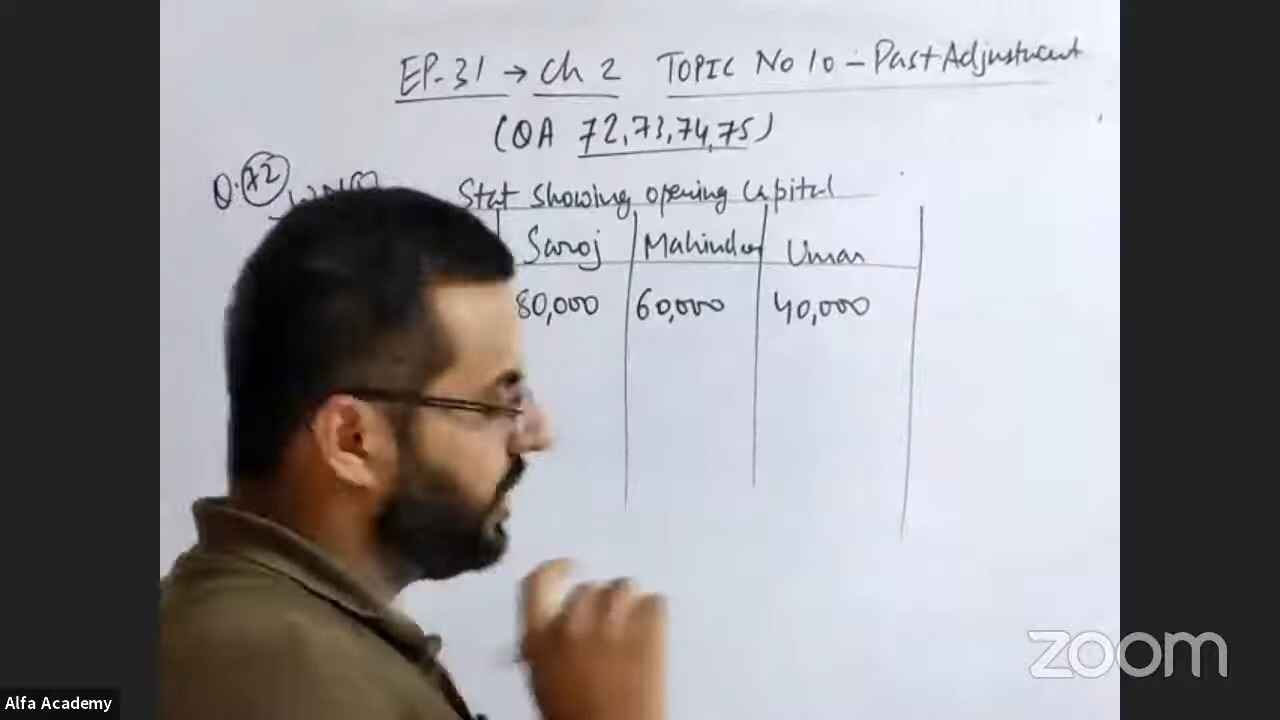 EP-31 → Ch 2 TOPIC No 10 - Past Adjustment
(QA 72,73,74,75)
Q.72 Stat showing opening Capital
Saroj Mahinder Umar
80,000 60,000 40,000
zoom
Alfa Academy